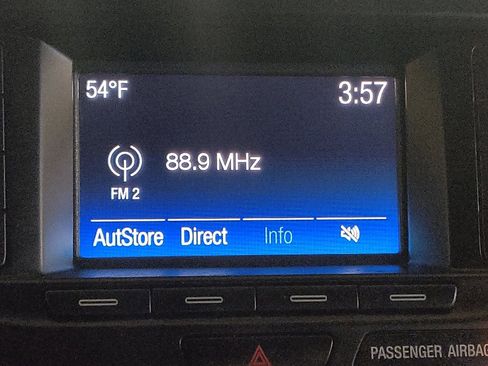 54°F 3:57
88.9 MHz
FM 2
AutStore Direct Info
PASSENGER AIRBAG